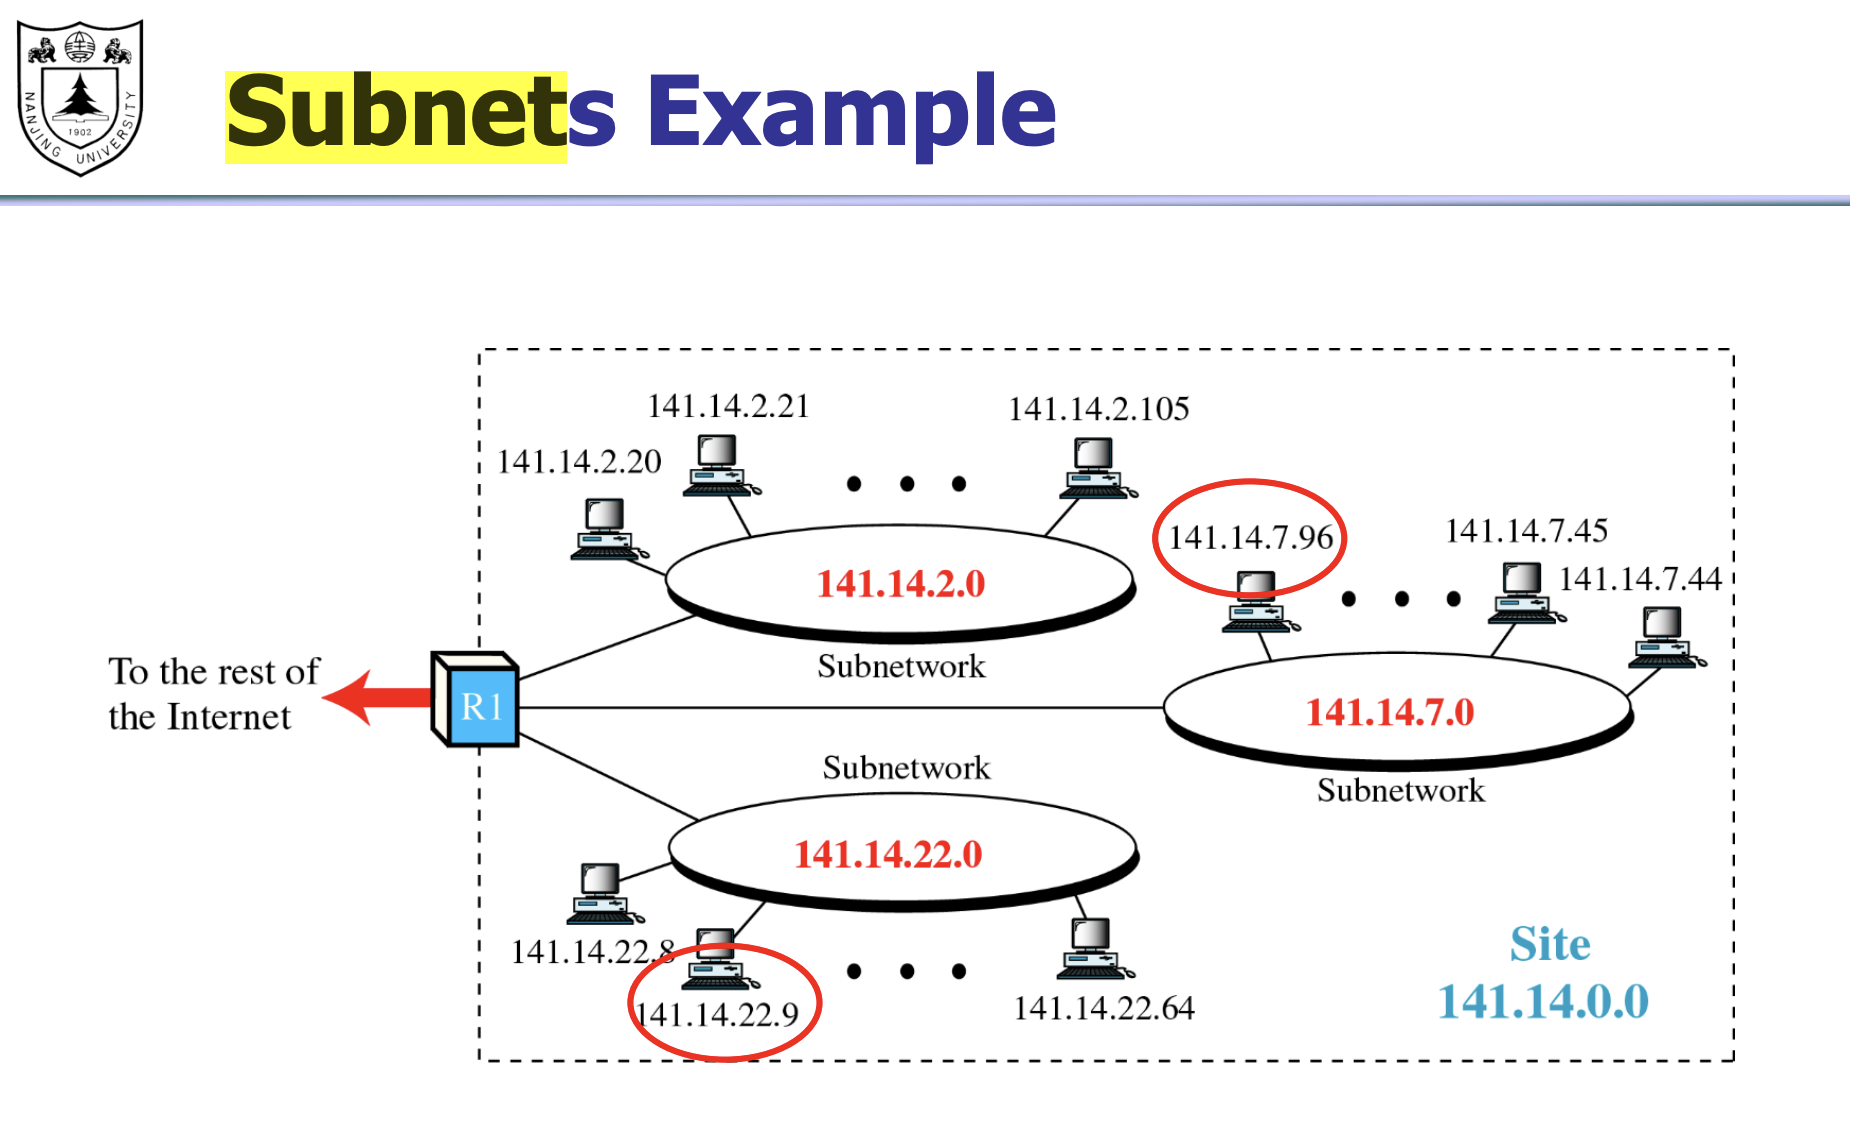 NANJING UNIVERSITY
1902
Subnets Example
141.14.2.21
141.14.2.105
141.14.2.20
141.14.7.96
141.14.7.45
141.14.7.44
141.14.2.0
Subnetwork
To the rest of
the Internet
R1
141.14.7.0
Subnetwork
Subnetwork
141.14.22.0
141.14.22.8
141.14.22.9
141.14.22.64
Site
141.14.0.0